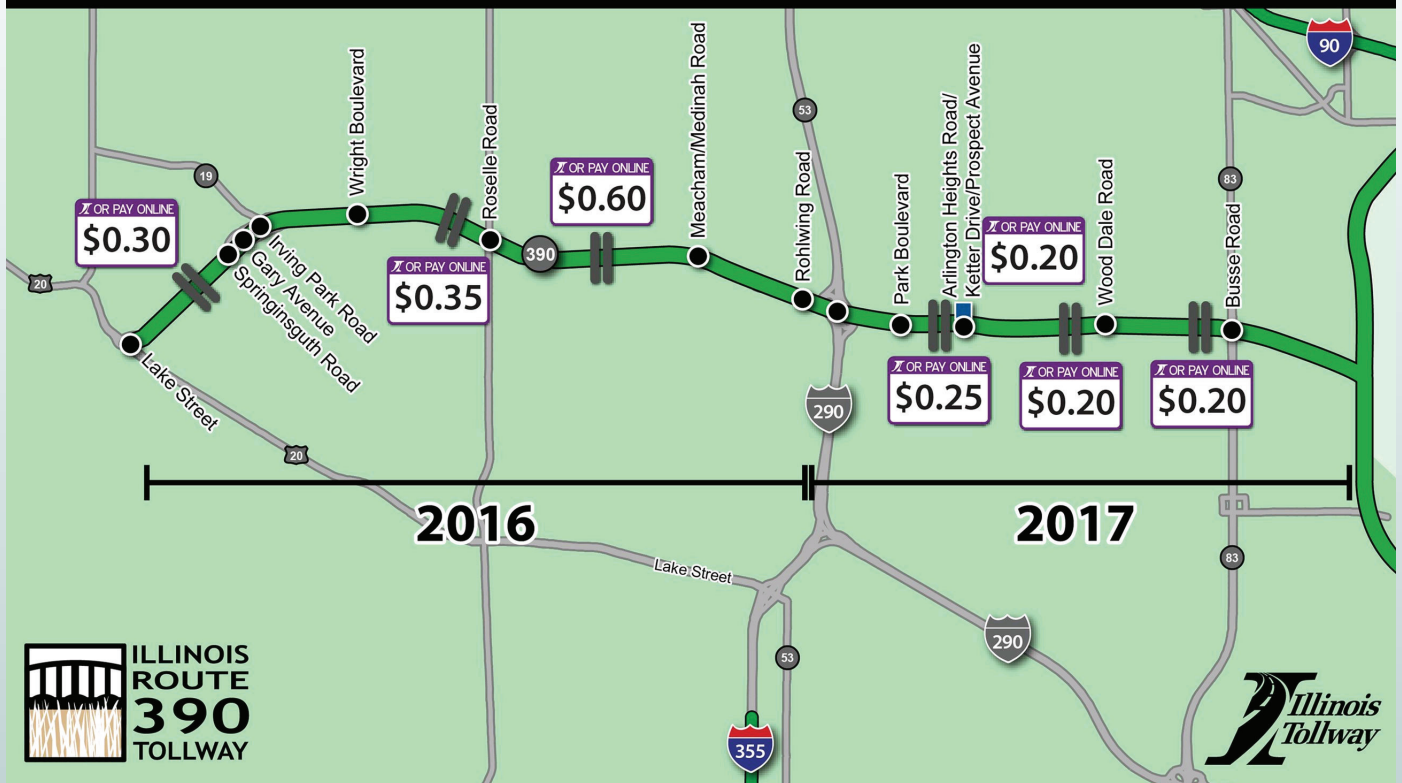 90
Wright Boulevard
Meacham/Medinah Road
53
Arlington Heights Road/
Ketter Drive/Prospect Avenue
19
OR PAY ONLINE
$0.30
Roselle Road
OR PAY ONLINE
$0.60
Rohlwing Road
Park Boulevard
OR PAY ONLINE
$0.20
Wood Dale Road
83
Busse Road
20
Irving Park Road
Gary Avenue
Springinsguth Road
OR PAY ONLINE
$0.35
390
Lake Street
OR PAY ONLINE
$0.25
OR PAY ONLINE
$0.20
OR PAY ONLINE
$0.20
290
20
2016
2017
Lake Street
83
290
53
355
ILLINOIS
ROUTE
390
TOLLWAY
Illinois
Tollway